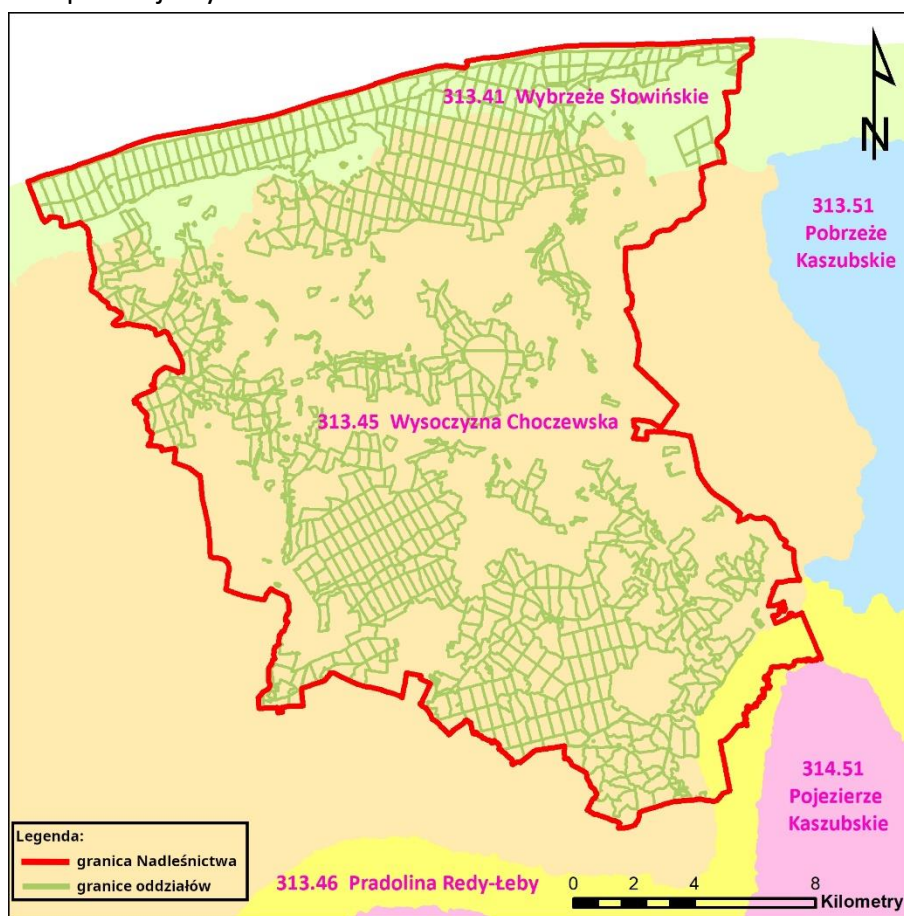 313.41 Wybrzeże Słowińskie
N
313.51
Pobrzeże
Kaszubskie
313.45 Wysoczyzna Choczewska
314.51
Pojezierze
Kaszubskie
Legenda:
granica Nadleśnictwa
granice oddziałów
313.46 Pradolina Redy-Łeby
0 2 4 8
Kilometry